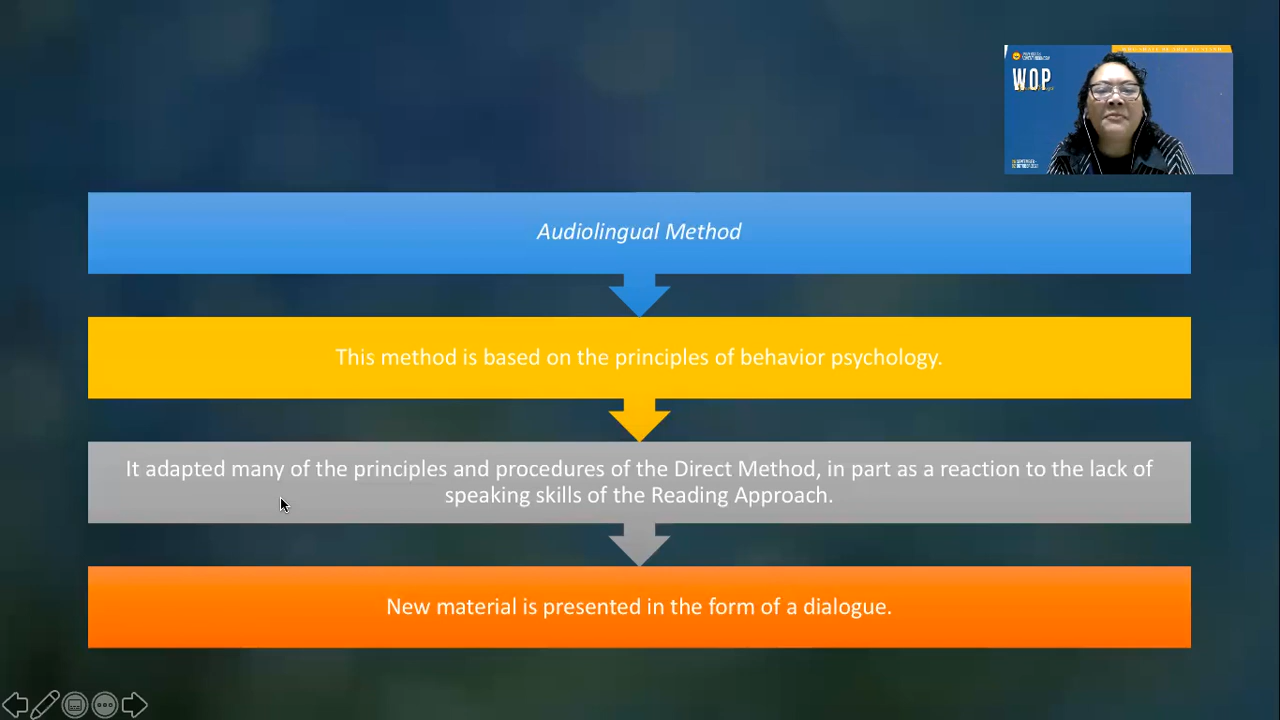 WOP
Audiolingual Method
This method is based on the principles of behavior psychology.
It adapted many of the principles and procedures of the Direct Method, in part as a reaction to the lack of
speaking skills of the Reading Approach.
New material is presented in the form of a dialogue.